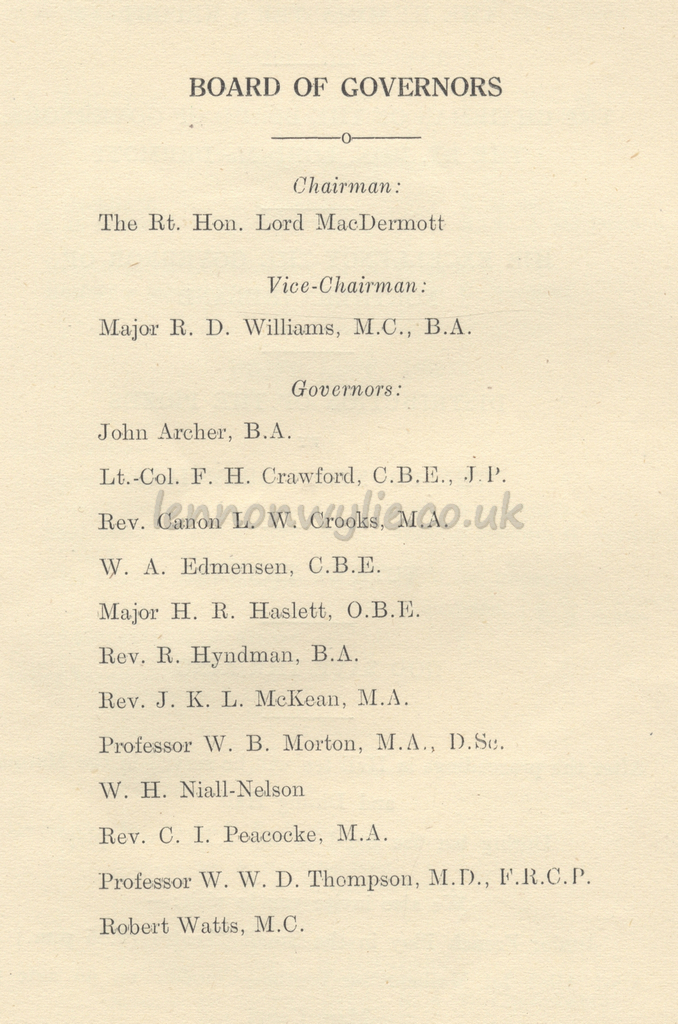 BOARD OF GOVERNORS
o
Chairman:
The Rt. Hon. Lord MacDermott
Vice-Chairman:
Major R. D. Williams, M.C., B.A.
Governors:
John Archer, B.A.
Lt.-Col. F. H. Crawford, C.B.E., J.P.
Rev. Canon L. W. Crooks, M.A.
lennonwylie.co.uk
W. A. Edmensen, C.B.E.
Major H. R. Haslett, O.B.E.
Rev. R. Hyndman, B.A.
Rev. J. K. L. McKean, M.A.
Professor W. B. Morton, M.A., D.Sc.
W. H. Niall-Nelson
Rev. C. I. Peacocke, M.A.
Professor W. W. D. Thompson, M.D., F.R.C.P.
Robert Watts, M.C.